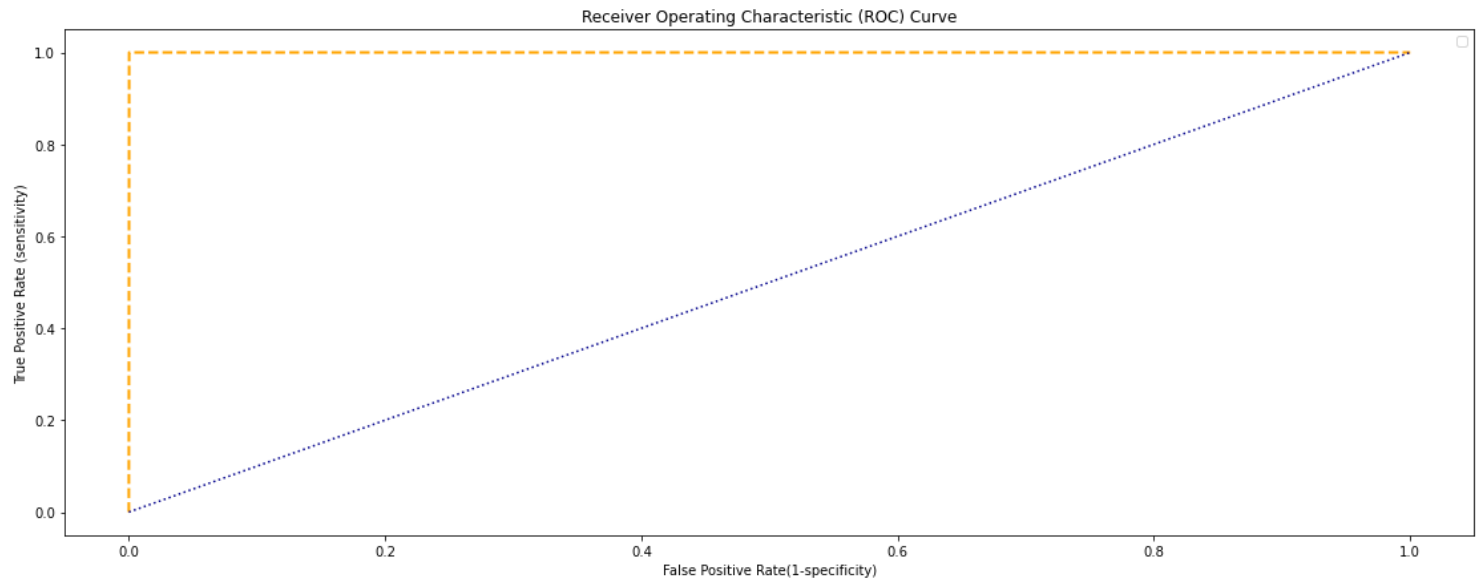 Receiver Operating Characteristic (ROC) Curve
1.0
0.8
0.6
0.4
0.2
0.0
True Positive Rate (sensitivity)
0.0 0.2 0.4 0.6 0.8 1.0
False Positive Rate(1-specificity)